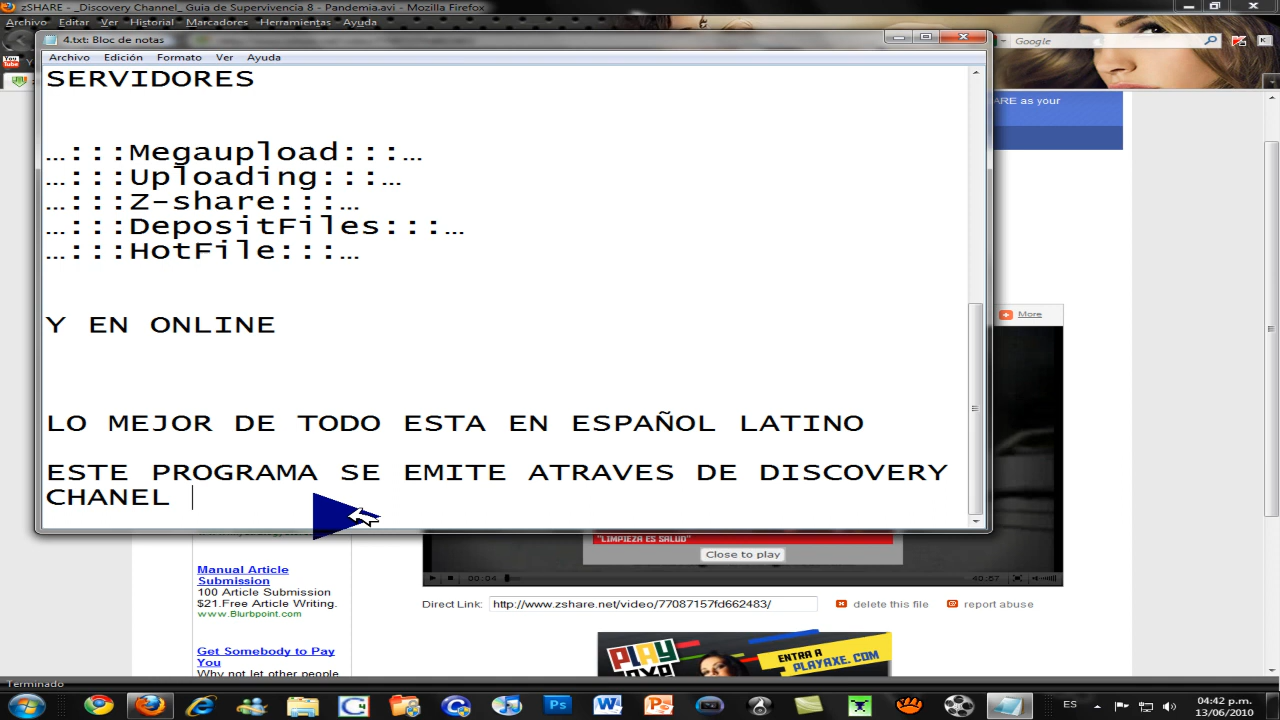 zSHARE - _Discovery Channel_ Guia de Supervivencia 8 - Pandemia.avi - Mozilla Firefox
Archivo Editar Ver Historial Marcadores Herramientas Ayuda
4.txt: Bloc de notas
Google
Archivo Edición Formato Ver Ayuda
SERVIDORES
ARE as your
…:::Megaupload:::…
…:::Uploading:::…
…:::Z-share:::…
…:::DepositFiles:::…
…:::HotFile:::…
More
Y EN ONLINE
LO MEJOR DE TODO ESTA EN ESPAÑOL LATINO
ESTE PROGRAMA SE EMITE ATRAVES DE DISCOVERY
CHANEL
"LIMPIEZA ES SALUD"
Close to play
00:04 40:57
Manual Article
Submission
100 Article Submission
$21.Free Article Writing.
www.Blurbpoint.com
Direct Link: http://www.zshare.net/video/77087157fd662483/ delete this file report abuse
Get Somebody to Pay
You
Why not let other people
PLAY
ENTRA A
PLAYAXE.COM
Terminado
ES 04:42 p.m.
13/06/2010